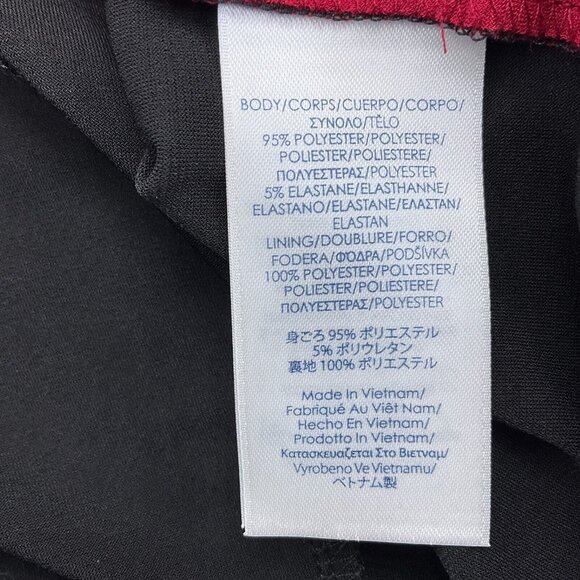 BODY/CORPS/CUERPO/CORPO/
ΣΥΝΟΛΟ/TĚLO
95% POLYESTER/POLYESTER/
POLIESTER/POLIESTERE/
ΠΟΛΥΕΣΤΕΡΑΣ/POLYESTER
5% ELASTANE/ELASTHANNE/
ELASTANO/ELASTANE/ΕΛΑΣΤΑΝ/
ELASTAN
LINING/DOUBLURE/FORRO/
FODERA/ΦΌΔΡΑ/PODŠÍVKA
100% POLYESTER/POLYESTER/
POLIESTER/POLIESTERE/
ΠΟΛΥΕΣΤΕΡΑΣ/POLYESTER
身ごろ 95% ポリエステル
5% ポリウレタン
裏地 100% ポリエステル
Made In Vietnam/
Fabriqué Au Viêt Nam/
Hecho En Vietnam/
Prodotto In Vietnam/
Κατασκευαζεται Στο Βιετναμ/
Vyrobeno Ve Vietnamu/
ベトナム製